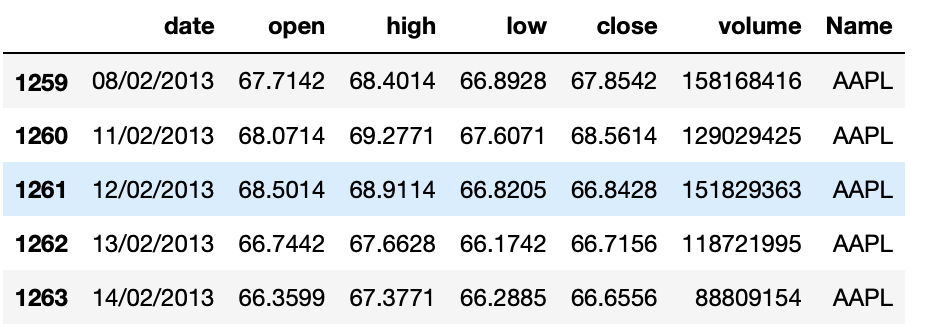 date open high low close volume Name
1259 08/02/2013 67.7142 68.4014 66.8928 67.8542 158168416 AAPL
1260 11/02/2013 68.0714 69.2771 67.6071 68.5614 129029425 AAPL
1261 12/02/2013 68.5014 68.9114 66.8205 66.8428 151829363 AAPL
1262 13/02/2013 66.7442 67.6628 66.1742 66.7156 118721995 AAPL
1263 14/02/2013 66.3599 67.3771 66.2885 66.6556 88809154 AAPL